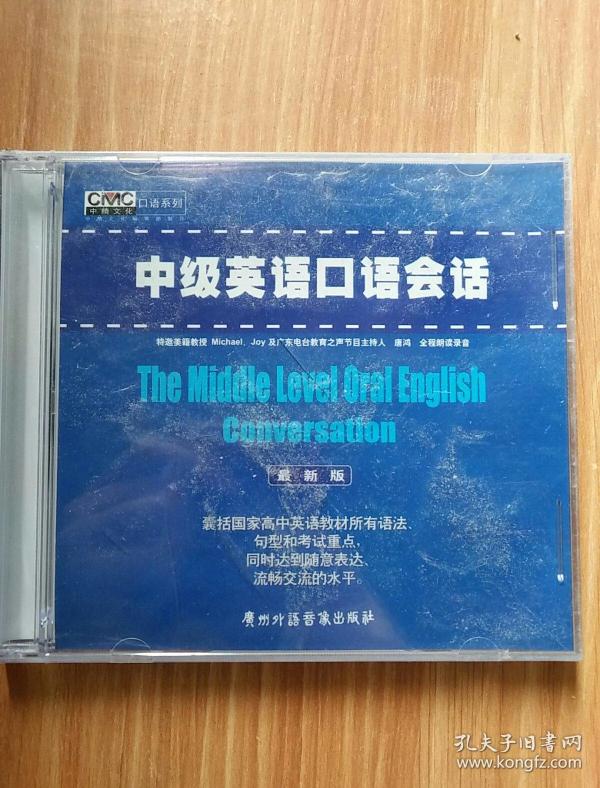 CMC 口语系列
中精文化
中级英语口语会话
特邀美籍教授 Michael、Joy 及广东电台教育之声节目主持人 唐鸿 全程朗读录音
The Middle Level Oral English
Conversation
最新版
囊括国家高中英语教材所有语法、
句型和考试重点,
同时达到随意表达、
流畅交流的水平。
廣州外語音像出版社
孔夫子旧书网
www.kongfz.com